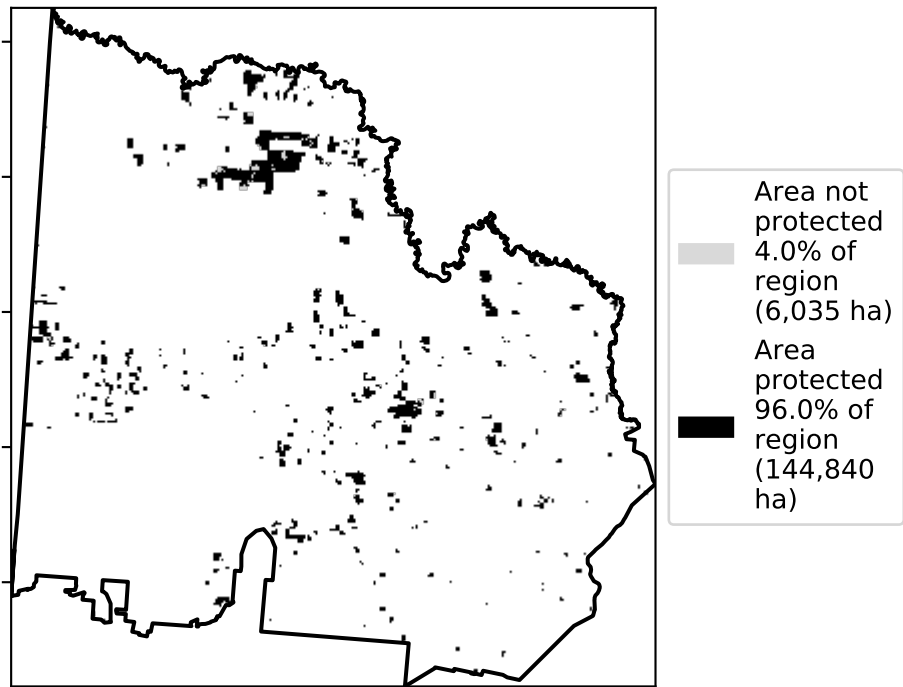 Area not
protected
4.0% of
region
(6,035 ha)
Area
protected
96.0% of
region
(144,840
ha)